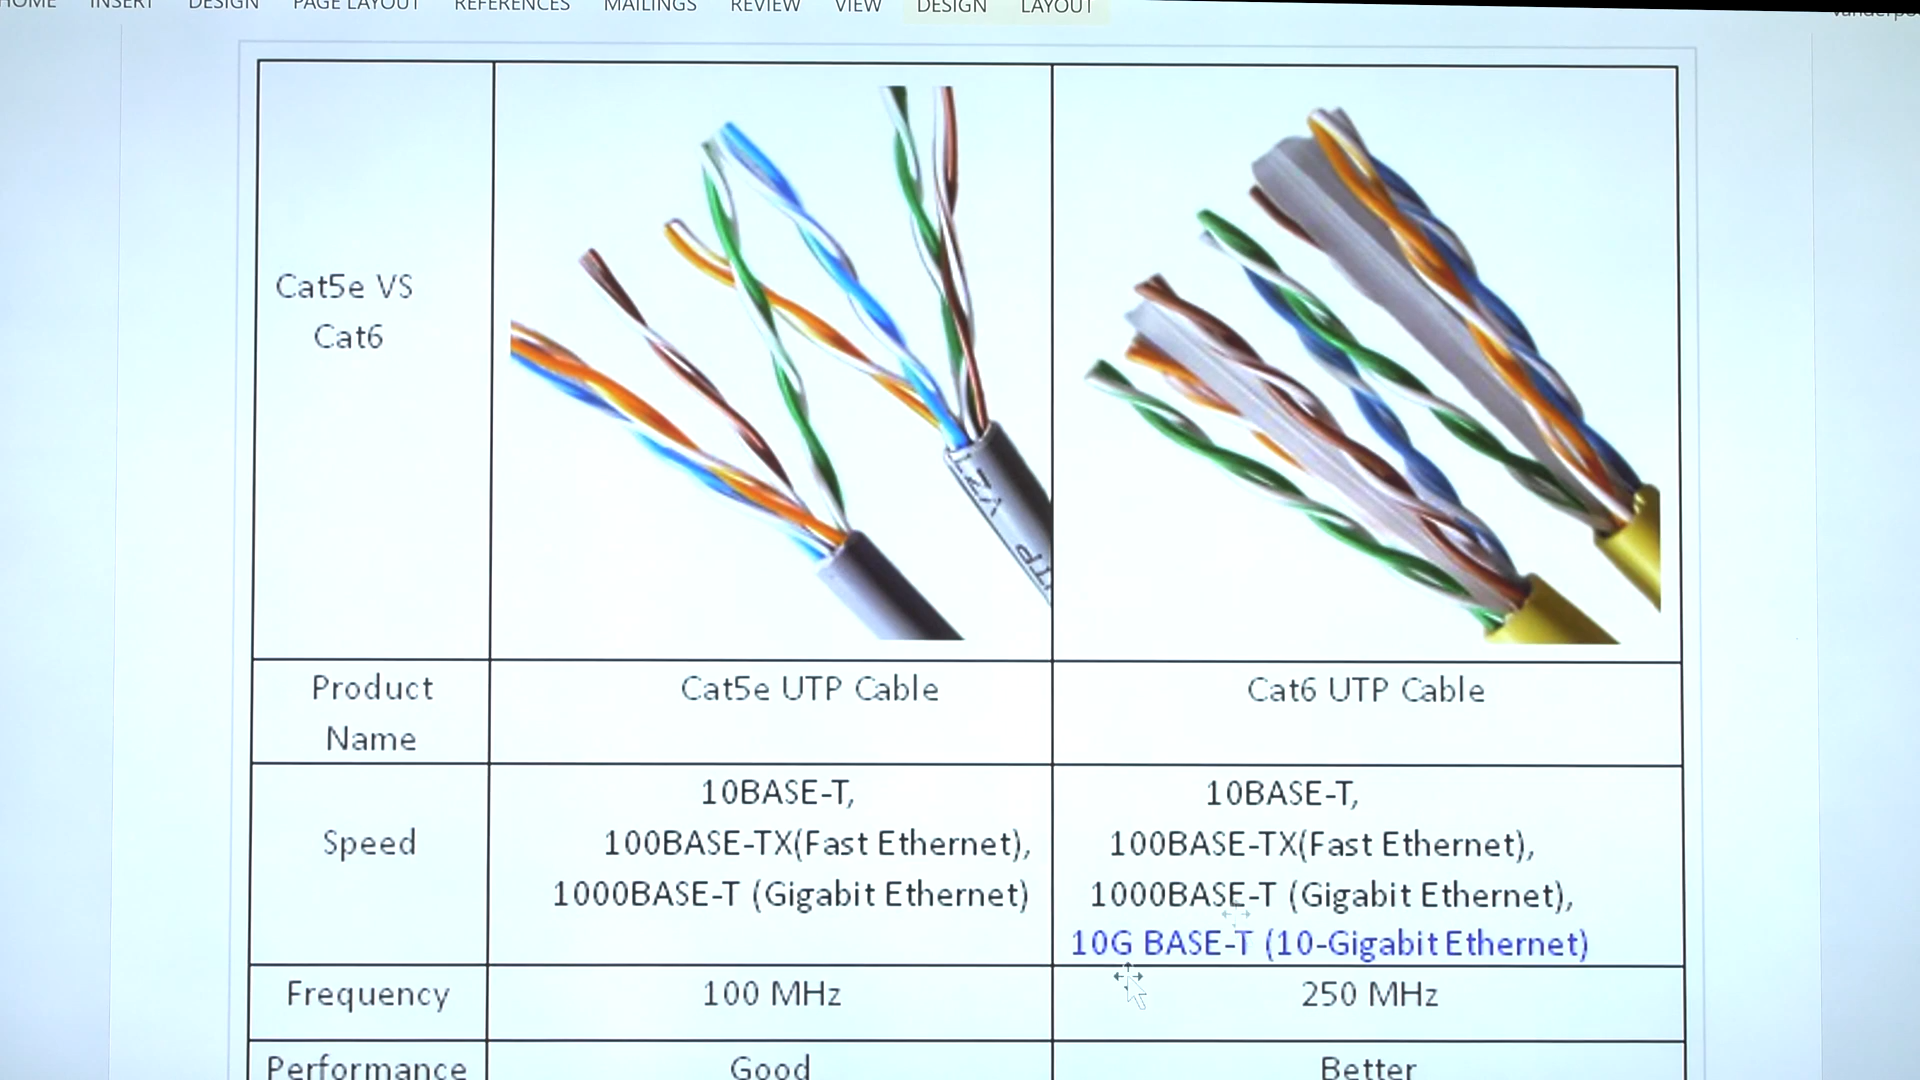 HOME INSERT DESIGN PAGE LAYOUT REFERENCES MAILINGS REVIEW VIEW DESIGN LAYOUT
Cat5e VS
Cat6
UTP
Product
Name
Cat5e UTP Cable
Cat6 UTP Cable
Speed
10BASE-T,
100BASE-TX(Fast Ethernet),
1000BASE-T (Gigabit Ethernet)
10BASE-T,
100BASE-TX(Fast Ethernet),
1000BASE-T (Gigabit Ethernet),
10G BASE-T (10-Gigabit Ethernet)
Frequency
100 MHz
250 MHz
Performance
Good
Better